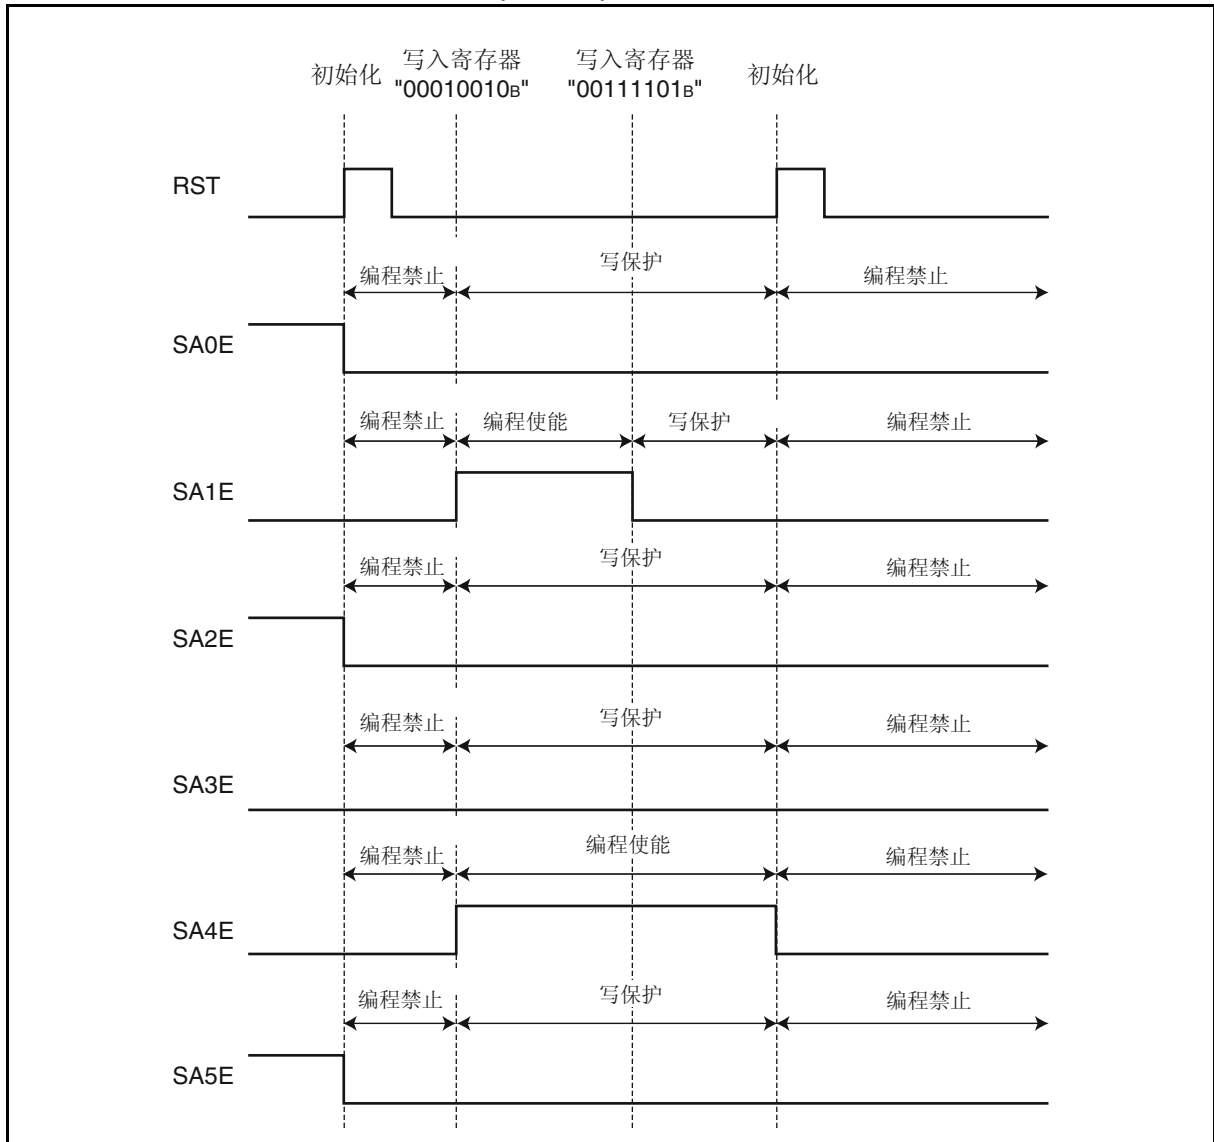 初始化
写入寄存器
"00010010B"
写入寄存器
"00111101B"
初始化
RST
编程禁止
写保护
编程禁止
SA0E
编程禁止
编程使能
写保护
编程禁止
SA1E
编程禁止
写保护
编程禁止
SA2E
编程禁止
写保护
编程禁止
SA3E
编程禁止
编程使能
编程禁止
SA4E
编程禁止
写保护
编程禁止
SA5E